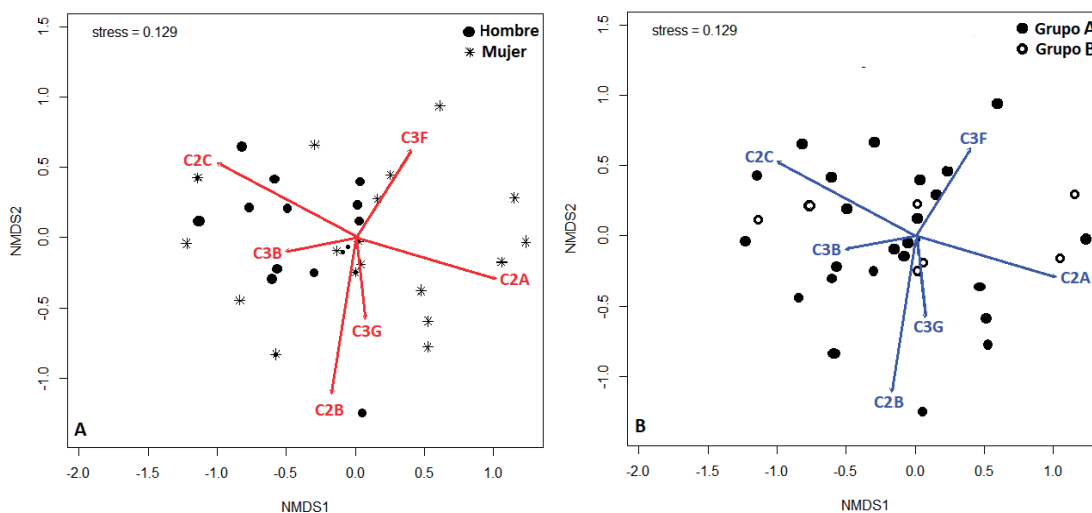 stress = 0.129
Hombre
Mujer
C3F
C2C
C3B
C2A
C3G
C2B
A
NMDS2
1.5
1.0
0.5
0.0
-0.5
-1.0
-2.0
-1.5
-1.0
-0.5
0.0
0.5
1.0
NMDS1
stress = 0.129
Grupo A
Grupo B
C3F
C2C
C3B
C2A
C3G
C2B
B
NMDS2
1.5
1.0
0.5
0.0
-0.5
-1.0
-2.0
-1.5
-1.0
-0.5
0.0
0.5
1.0
NMDS1